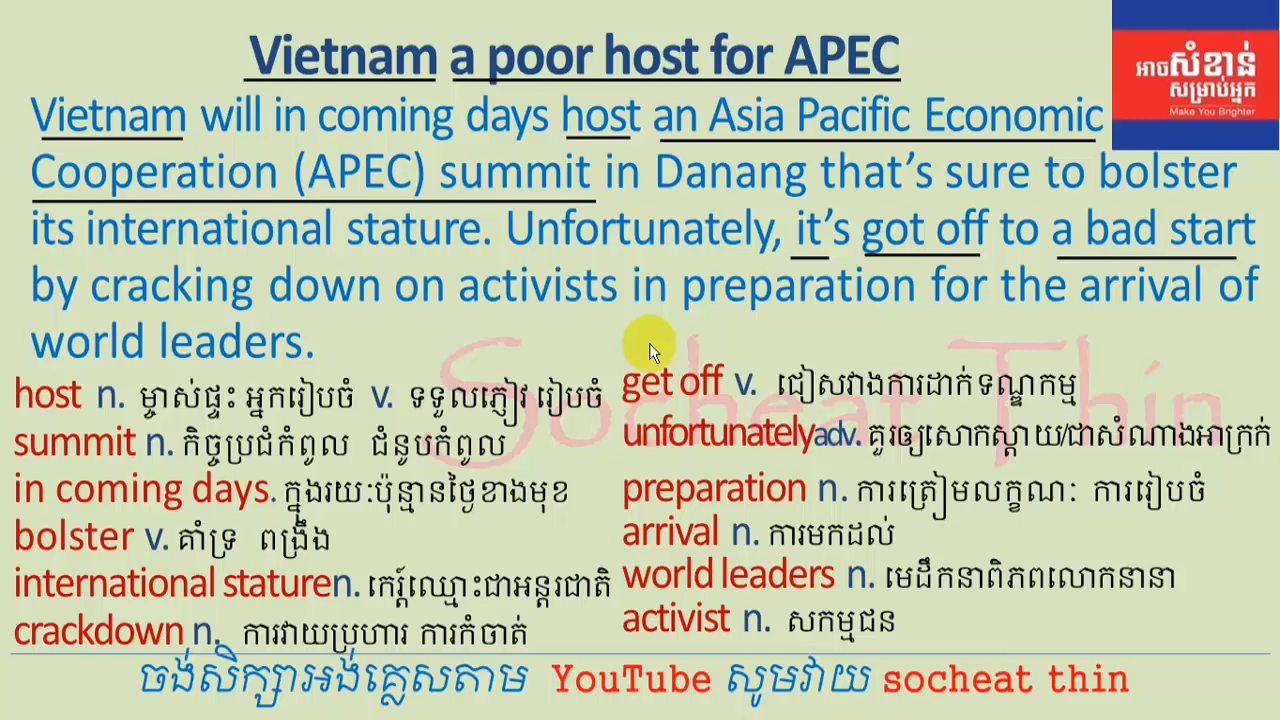 Vietnam a poor host for APEC
អាចសំខាន់
សម្រាប់អ្នក
Make You Brighter
Vietnam will in coming days host an Asia Pacific Economic
Cooperation (APEC) summit in Danang that’s sure to bolster
its international stature. Unfortunately, it’s got off to a bad start
by cracking down on activists in preparation for the arrival of
world leaders.
Socheat Thin
host n. ម្ចាស់ផ្ទះ អ្នករៀបចំ v. ទទួលភ្ញៀវ រៀបចំ
summit n. កិច្ចប្រជុំកំពូល ជំនួបកំពូល
in coming days. ក្នុងរយៈប៉ុន្មានថ្ងៃខាងមុខ
bolster v. គាំទ្រ ពង្រឹង
international stature n. កេរ្ត៍ឈ្មោះជាអន្តរជាតិ
crackdown n. ការវាយប្រហារ ការកំចាត់
get off v. ជៀសវាងការដាក់ទណ្ឌកម្ម
unfortunately adv. គួរឲ្យសោកស្តាយ/ជាសំណាងអាក្រក់
preparation n. ការត្រៀមលក្ខណៈ ការរៀបចំ
arrival n. ការមកដល់
world leaders n. មេដឹកនាពិភពលោកនានា
activist n. សកម្មជន
ចង់សិក្សាអង់គ្លេសតាម YouTube សូមវាយ socheat thin